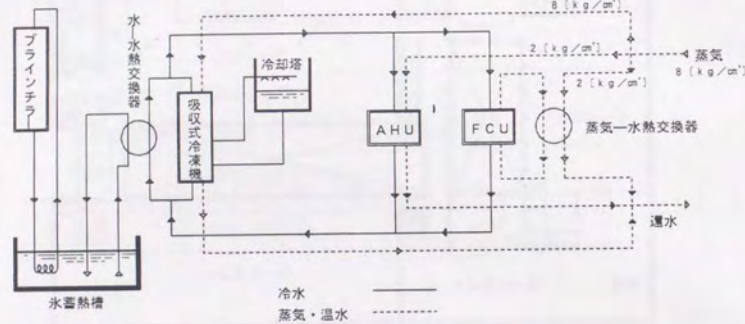 8 [kg/cm²]
2 [kg/cm²]
蒸気
8 [kg/cm²]
2 [kg/cm²]
ブラインチラー
水―水熱交換器
吸収式冷凍機
冷却塔
AHU
FCU
蒸気―水熱交換器
還水
氷蓄熱槽
冷水
蒸気・温水